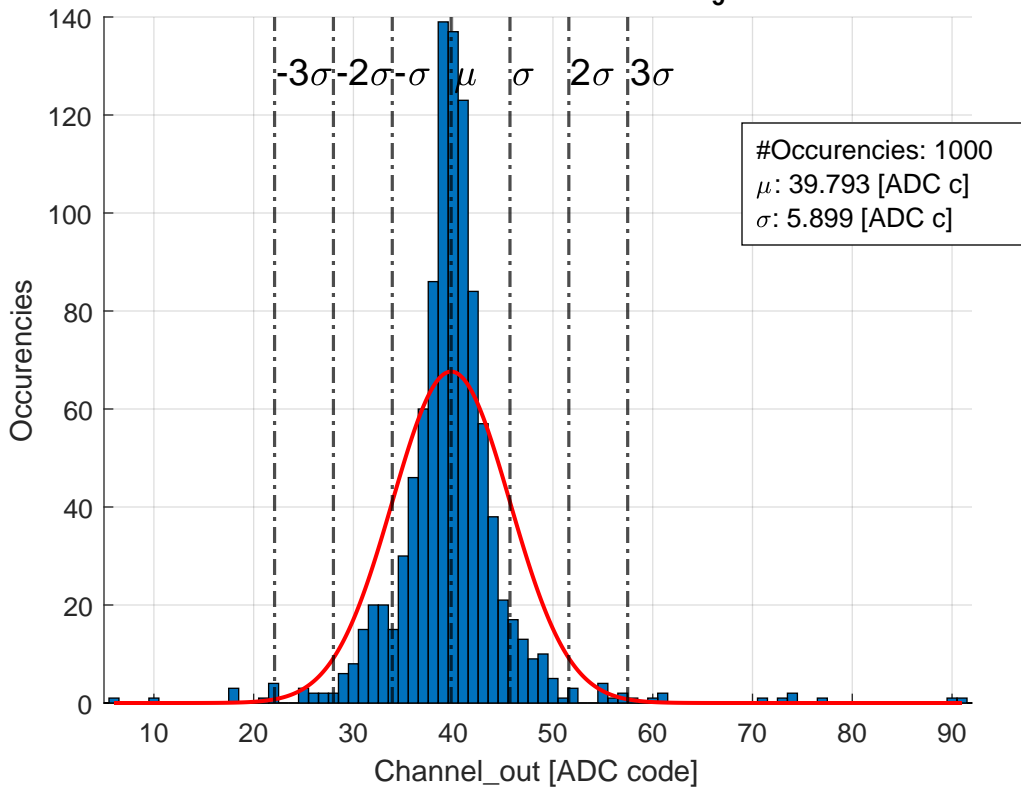 140
120
100
80
60
40
20
0
Occurencies
-3σ -2σ -σ μ σ 2σ 3σ
#Occurencies: 1000
μ: 39.793 [ADC c]
σ: 5.899 [ADC c]
10 20 30 40 50 60 70 80 90
Channel_out [ADC code]